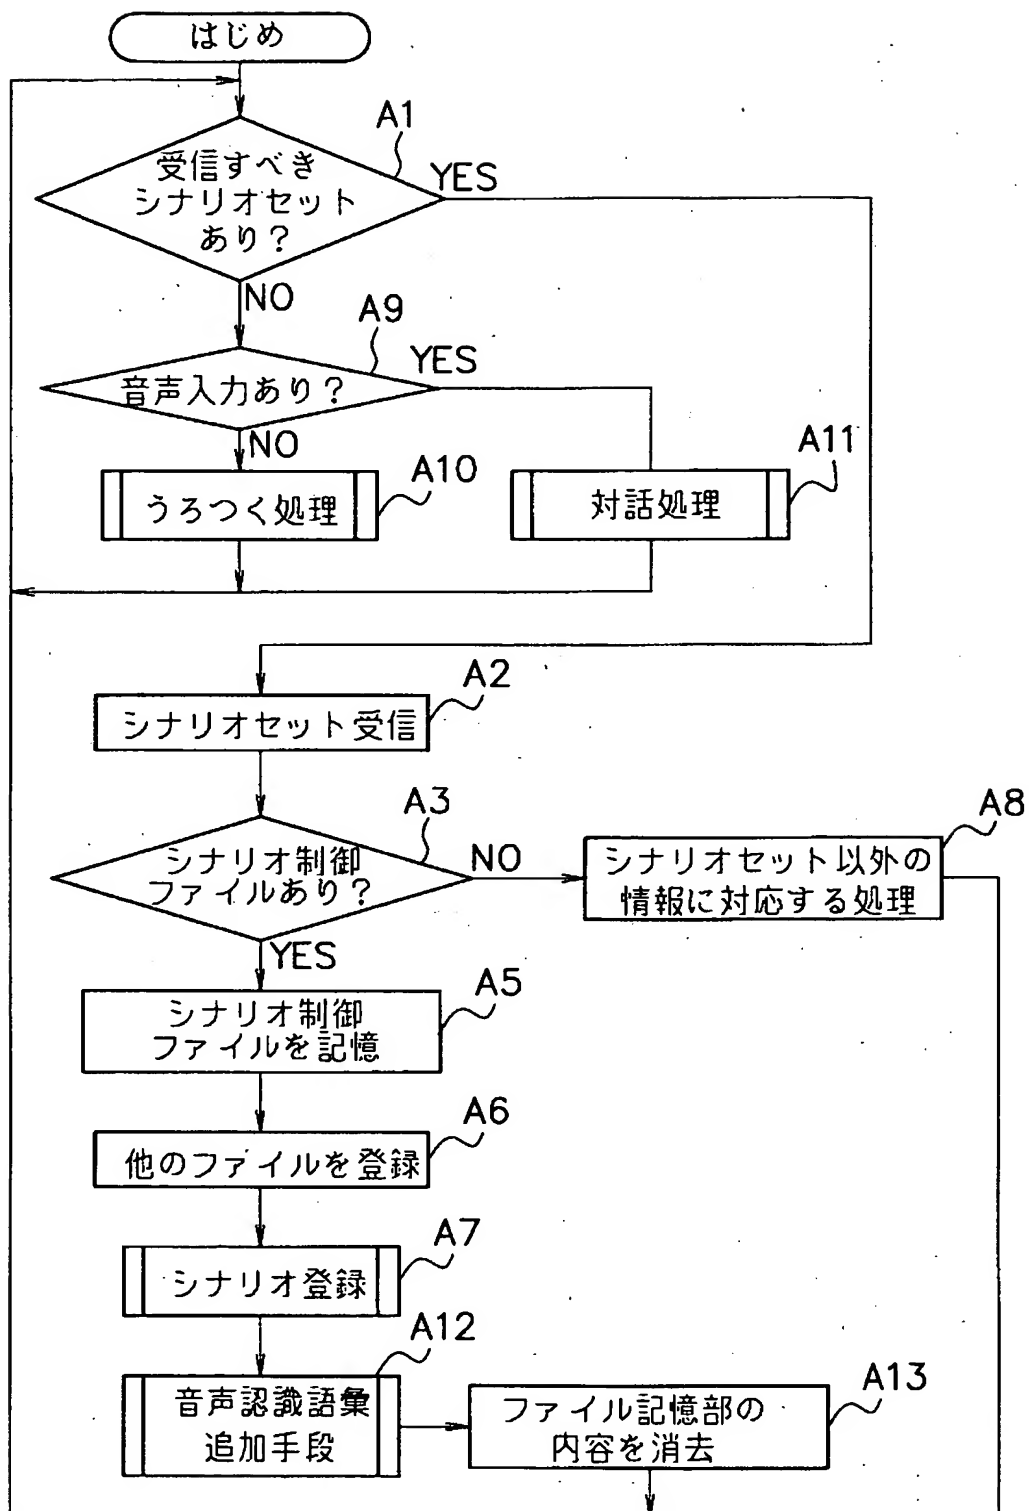 はじめ
A1
受信すべき
シナリオセット
あり?
YES
NO
A9
音声入力あり?
YES
NO
A10
うろつく処理
A11
対話処理
A2
シナリオセット受信
A3
シナリオ制御
ファイルあり?
NO
A8
シナリオセット以外の
情報に対応する処理
YES
A5
シナリオ制御
ファイルを記憶
A6
他のファイルを登録
A7
シナリオ登録
A12
音声認識語彙
追加手段
A13
ファイル記憶部の
内容を消去